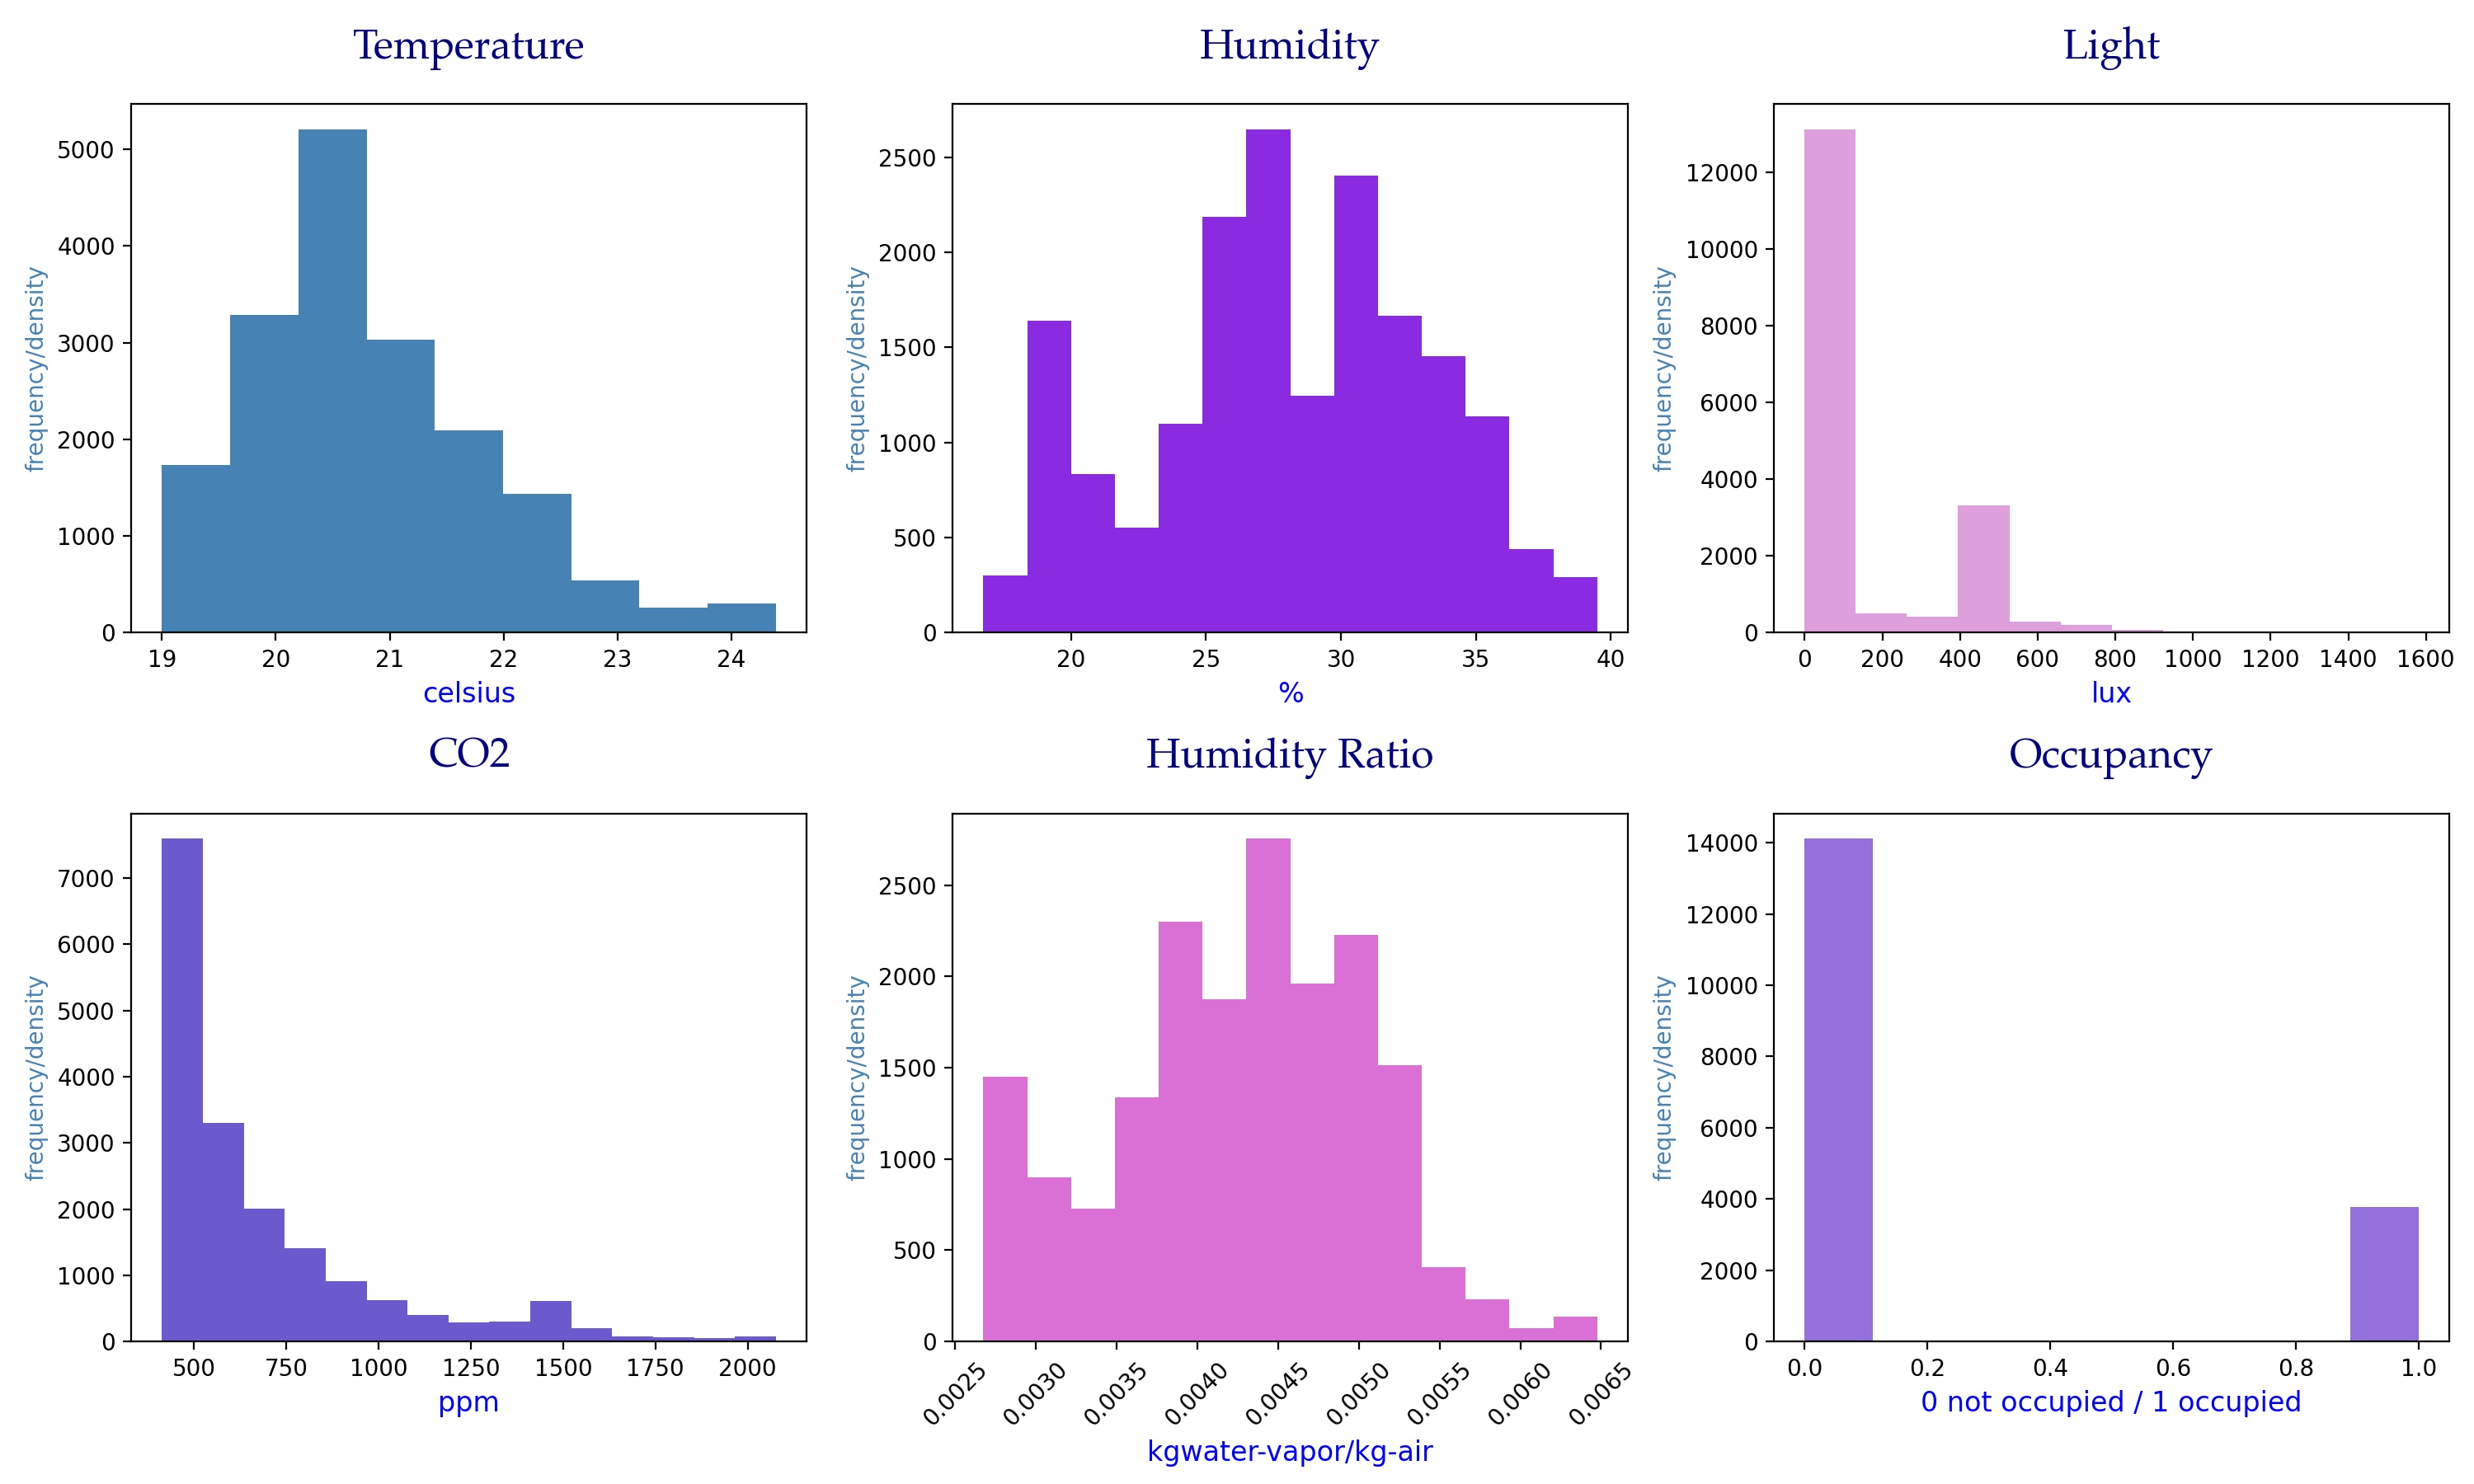 Temperature
Humidity
Light
frequency/density
5000
4000
3000
2000
1000
0
19 20 21 22 23 24
celsius
frequency/density
2500
2000
1500
1000
500
0
20 25 30 35 40
%
frequency/density
12000
10000
8000
6000
4000
2000
0
0 200 400 600 800 1000 1200 1400 1600
lux
CO2
Humidity Ratio
Occupancy
frequency/density
7000
6000
5000
4000
3000
2000
1000
0
500 750 1000 1250 1500 1750 2000
ppm
frequency/density
2500
2000
1500
1000
500
0
0.0025 0.0030 0.0035 0.0040 0.0045 0.0050 0.0055 0.0060 0.0065
kgwater-vapor/kg-air
frequency/density
14000
12000
10000
8000
6000
4000
2000
0
0.0 0.2 0.4 0.6 0.8 1.0
0 not occupied / 1 occupied